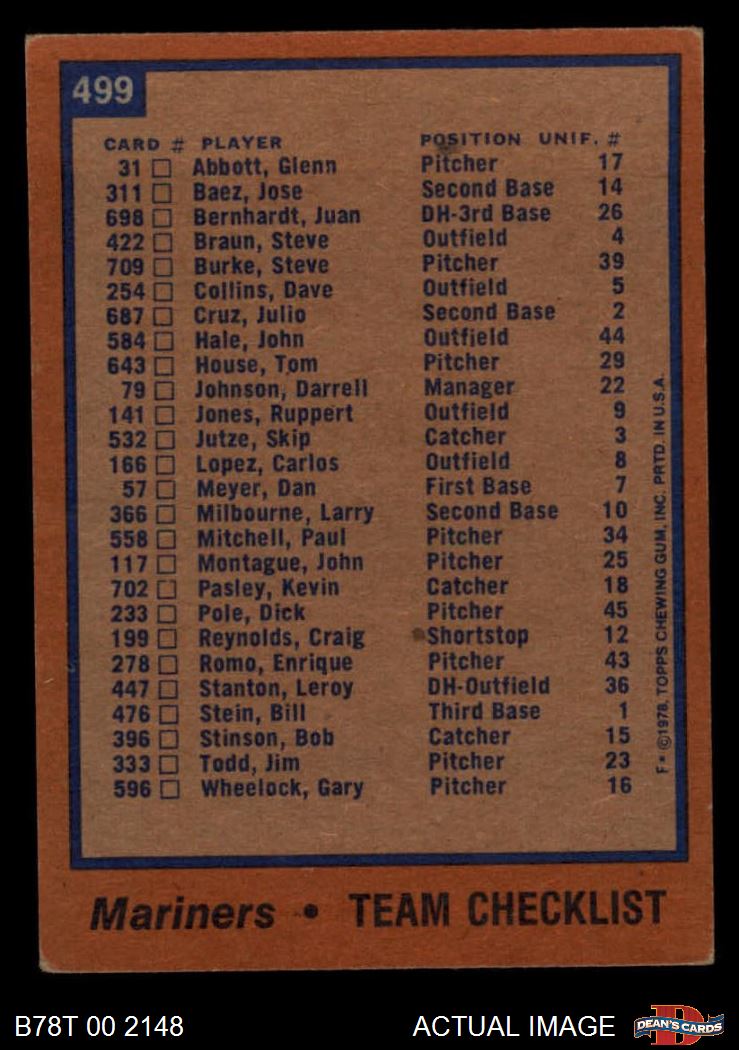 499
CARD # PLAYER POSITION UNIF. #
31 Abbott, Glenn Pitcher 17
311 Baez, Jose Second Base 14
698 Bernhardt, Juan DH-3rd Base 26
422 Braun, Steve Outfield 4
709 Burke, Steve Pitcher 39
254 Collins, Dave Outfield 5
687 Cruz, Julio Second Base 2
584 Hale, John Outfield 44
643 House, Tom Pitcher 29
79 Johnson, Darrell Manager 22
141 Jones, Ruppert Outfield 9
532 Jutze, Skip Catcher 3
166 Lopez, Carlos Outfield 8
57 Meyer, Dan First Base 7
366 Milbourne, Larry Second Base 10
558 Mitchell, Paul Pitcher 34
117 Montague, John Pitcher 25
702 Pasley, Kevin Catcher 18
233 Pole, Dick Pitcher 45
199 Reynolds, Craig Shortstop 12
278 Romo, Enrique Pitcher 43
447 Stanton, Leroy DH-Outfield 36
476 Stein, Bill Third Base 1
396 Stinson, Bob Catcher 15
333 Todd, Jim Pitcher 23
596 Wheelock, Gary Pitcher 16
F* ©1978, TOPPS CHEWING GUM, INC. PRTD. IN U.S.A.
Mariners • TEAM CHECKLIST
B78T 00 2148 ACTUAL IMAGE DEAN'S CARDS